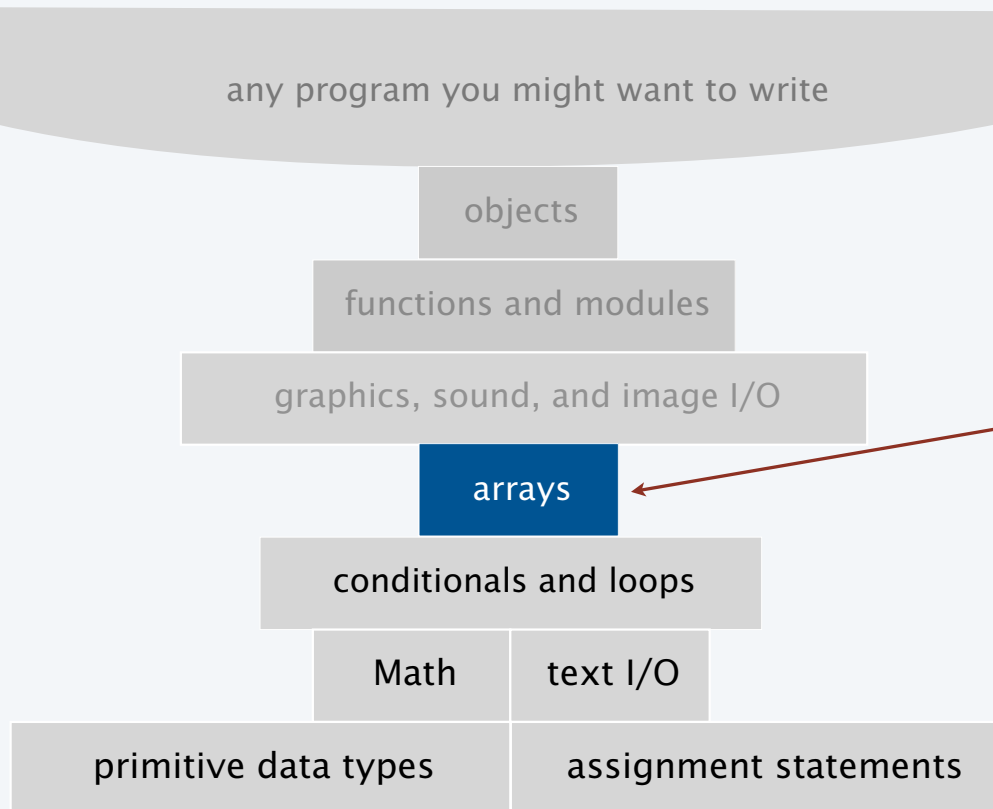 any program you might want to write
objects
functions and modules
graphics, sound, and image I/O
arrays
conditionals and loops
Math text I/O
primitive data types assignment statements